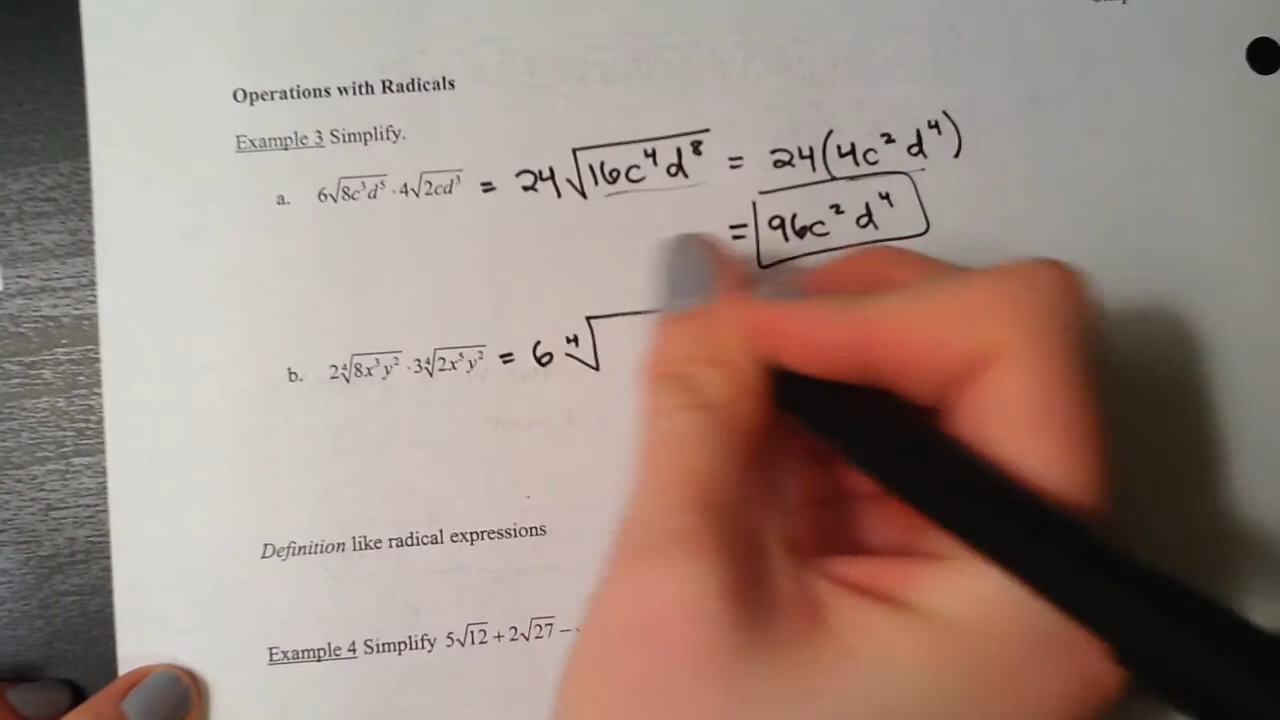 Operations with Radicals
Example 3 Simplify.
a. 6√8c³d⁵ · 4√2cd³ = 24√16c⁴d⁸ = 24(4c²d⁴)
= 96c²d⁴
b. 2∜8x³y² · 3∜2x⁵y² = 6∜
Definition like radical expressions
Example 4 Simplify 5√12 + 2√27 −